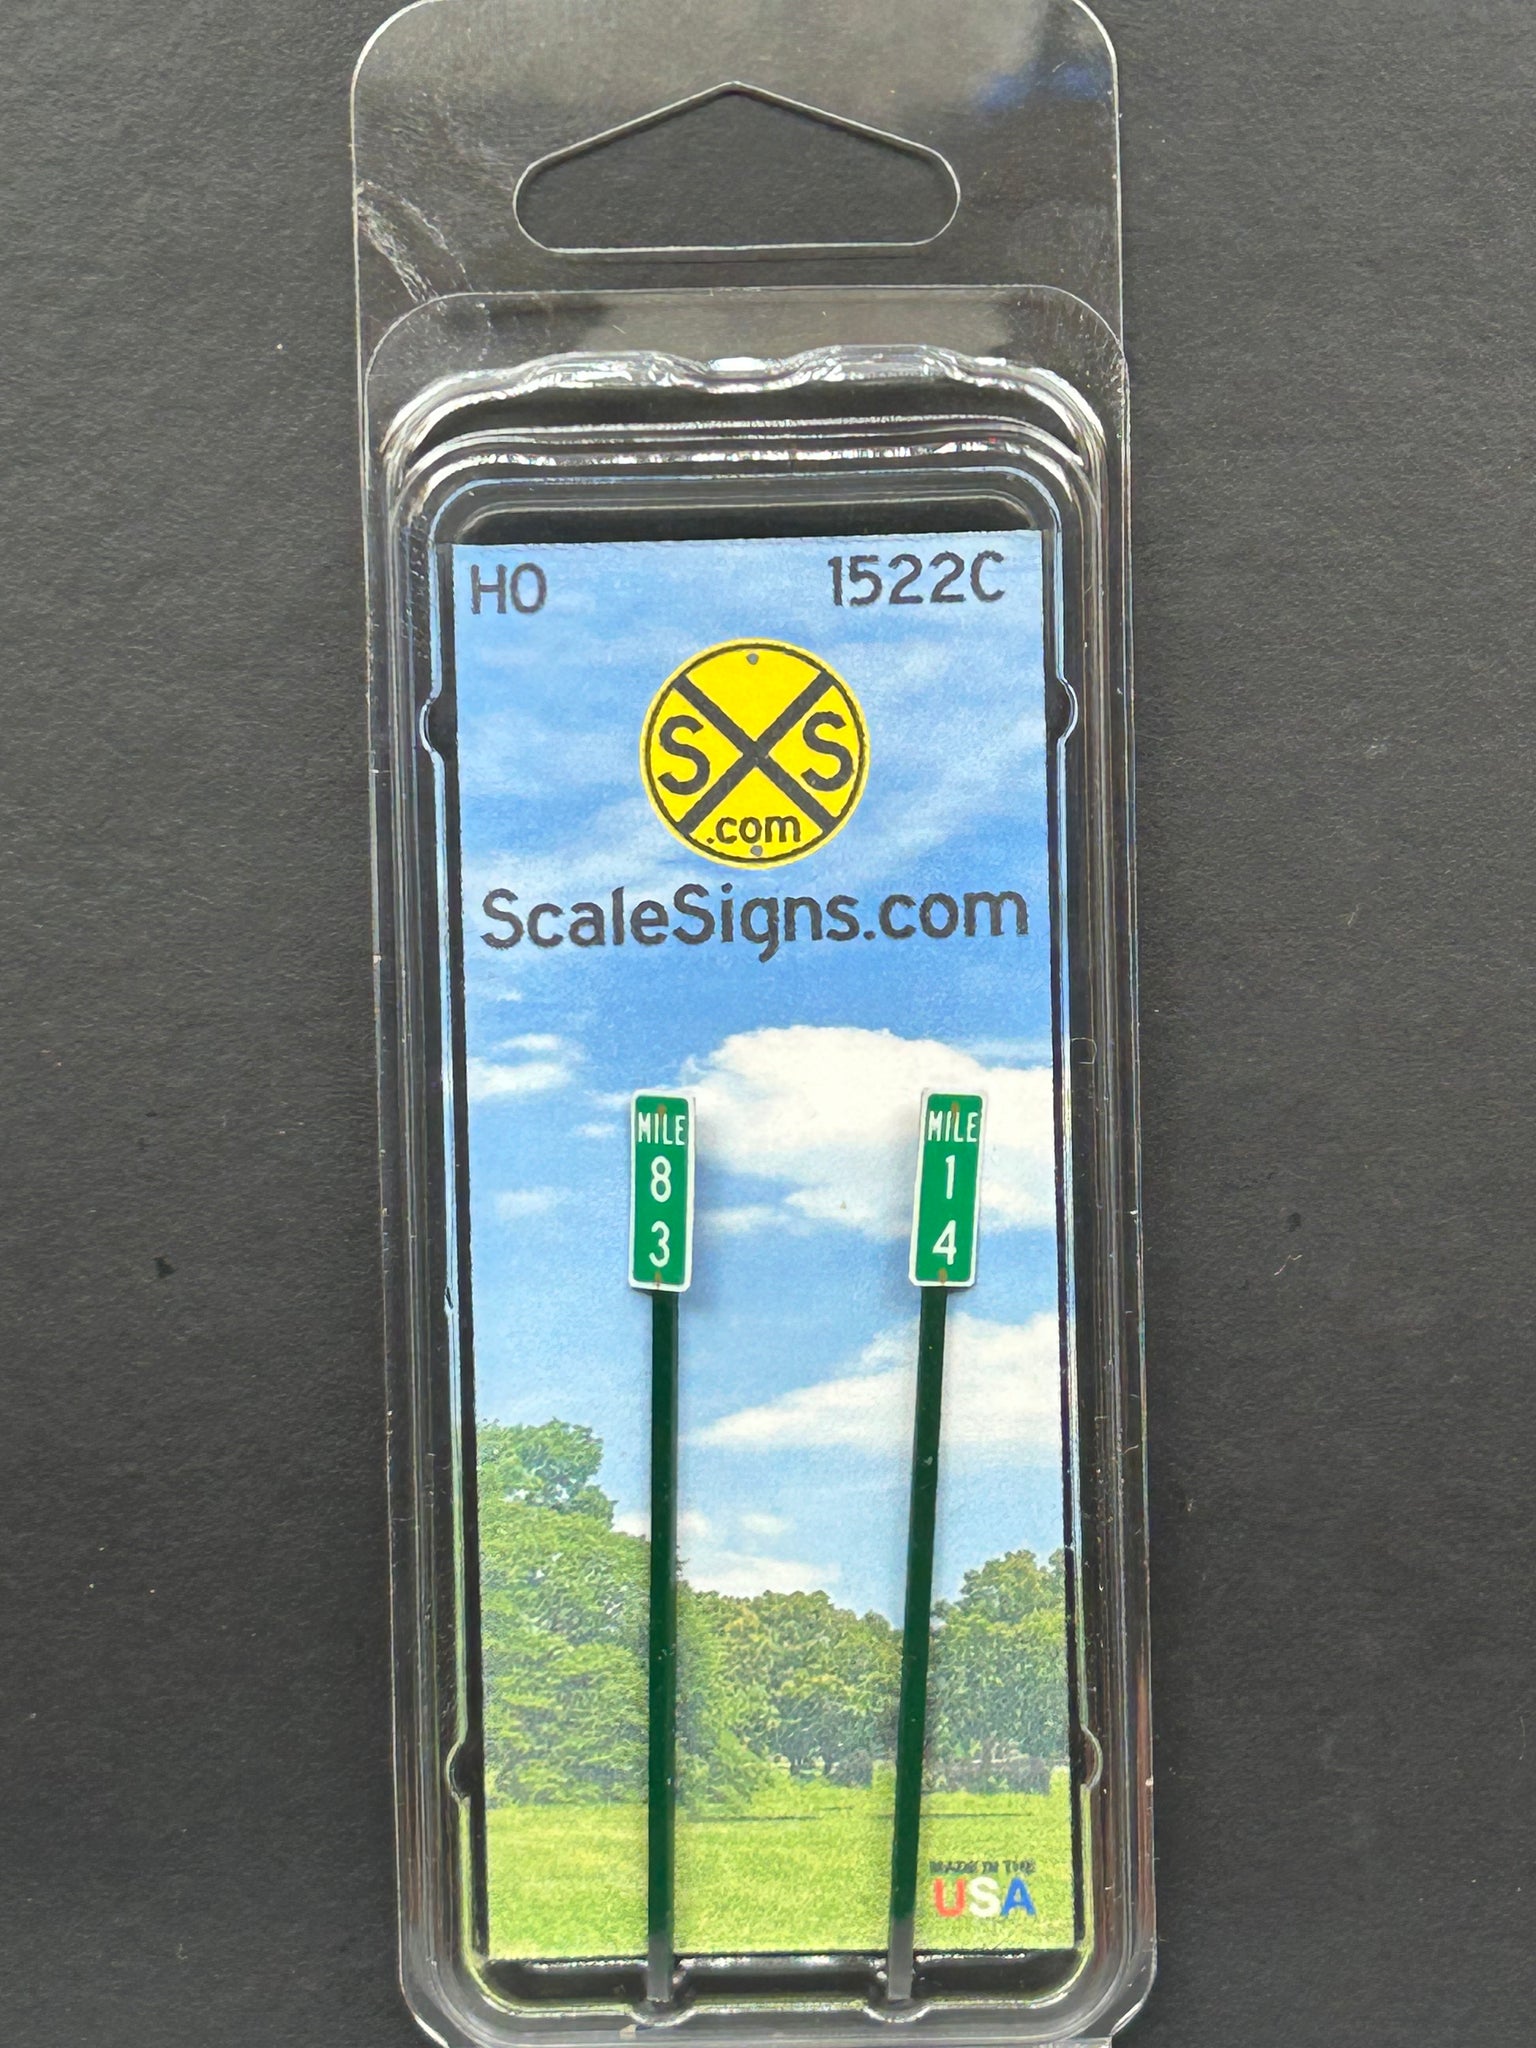 HO 1522C
S S
.com
ScaleSigns.com
MILE
8
3
MILE
1
4
MADE IN THE
USA